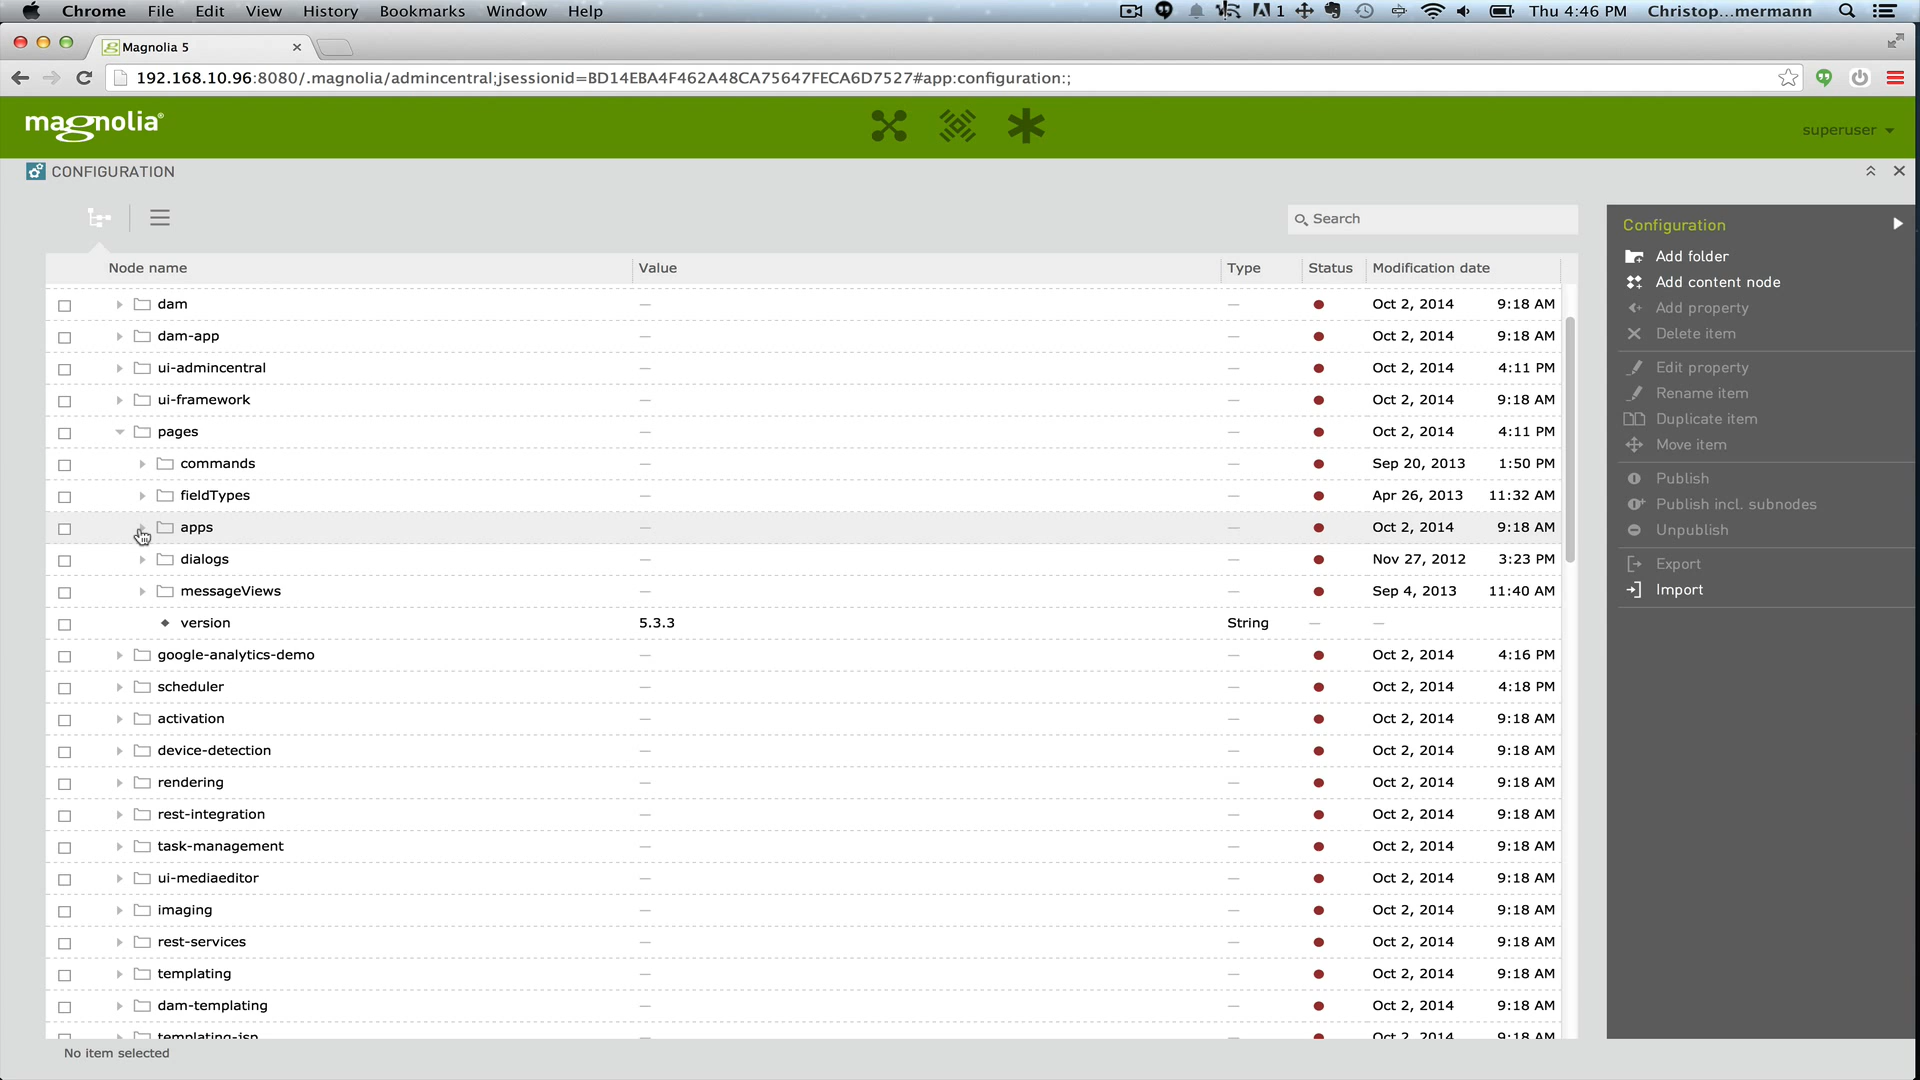 Chrome File Edit View History Bookmarks Window Help 1 Thu 4:46 PM Christop...mermann
Magnolia 5
192.168.10.96:8080/.magnolia/admincentral;jsessionid=BD14EBA4F462A48CA75647FECA6D7527#app:configuration:;
magnolia® superuser
CONFIGURATION
Search
Node name Value Type Status Modification date
dam — — Oct 2, 2014 9:18 AM
dam-app — — Oct 2, 2014 9:18 AM
ui-admincentral — — Oct 2, 2014 4:11 PM
ui-framework — — Oct 2, 2014 9:18 AM
pages — — Oct 2, 2014 4:11 PM
commands — — Sep 20, 2013 1:50 PM
fieldTypes — — Apr 26, 2013 11:32 AM
apps — — Oct 2, 2014 9:18 AM
dialogs — — Nov 27, 2012 3:23 PM
messageViews — — Sep 4, 2013 11:40 AM
version 5.3.3 String — —
google-analytics-demo — — Oct 2, 2014 4:16 PM
scheduler — — Oct 2, 2014 4:18 PM
activation — — Oct 2, 2014 9:18 AM
device-detection — — Oct 2, 2014 9:18 AM
rendering — — Oct 2, 2014 9:18 AM
rest-integration — — Oct 2, 2014 9:18 AM
task-management — — Oct 2, 2014 9:18 AM
ui-mediaeditor — — Oct 2, 2014 9:18 AM
imaging — — Oct 2, 2014 9:18 AM
rest-services — — Oct 2, 2014 9:18 AM
templating — — Oct 2, 2014 9:18 AM
dam-templating — — Oct 2, 2014 9:18 AM
templating-jsp — — Oct 2, 2014 9:18 AM
No item selected
Configuration
Add folder
Add content node
Add property
Delete item
Edit property
Rename item
Duplicate item
Move item
Publish
Publish incl. subnodes
Unpublish
Export
Import